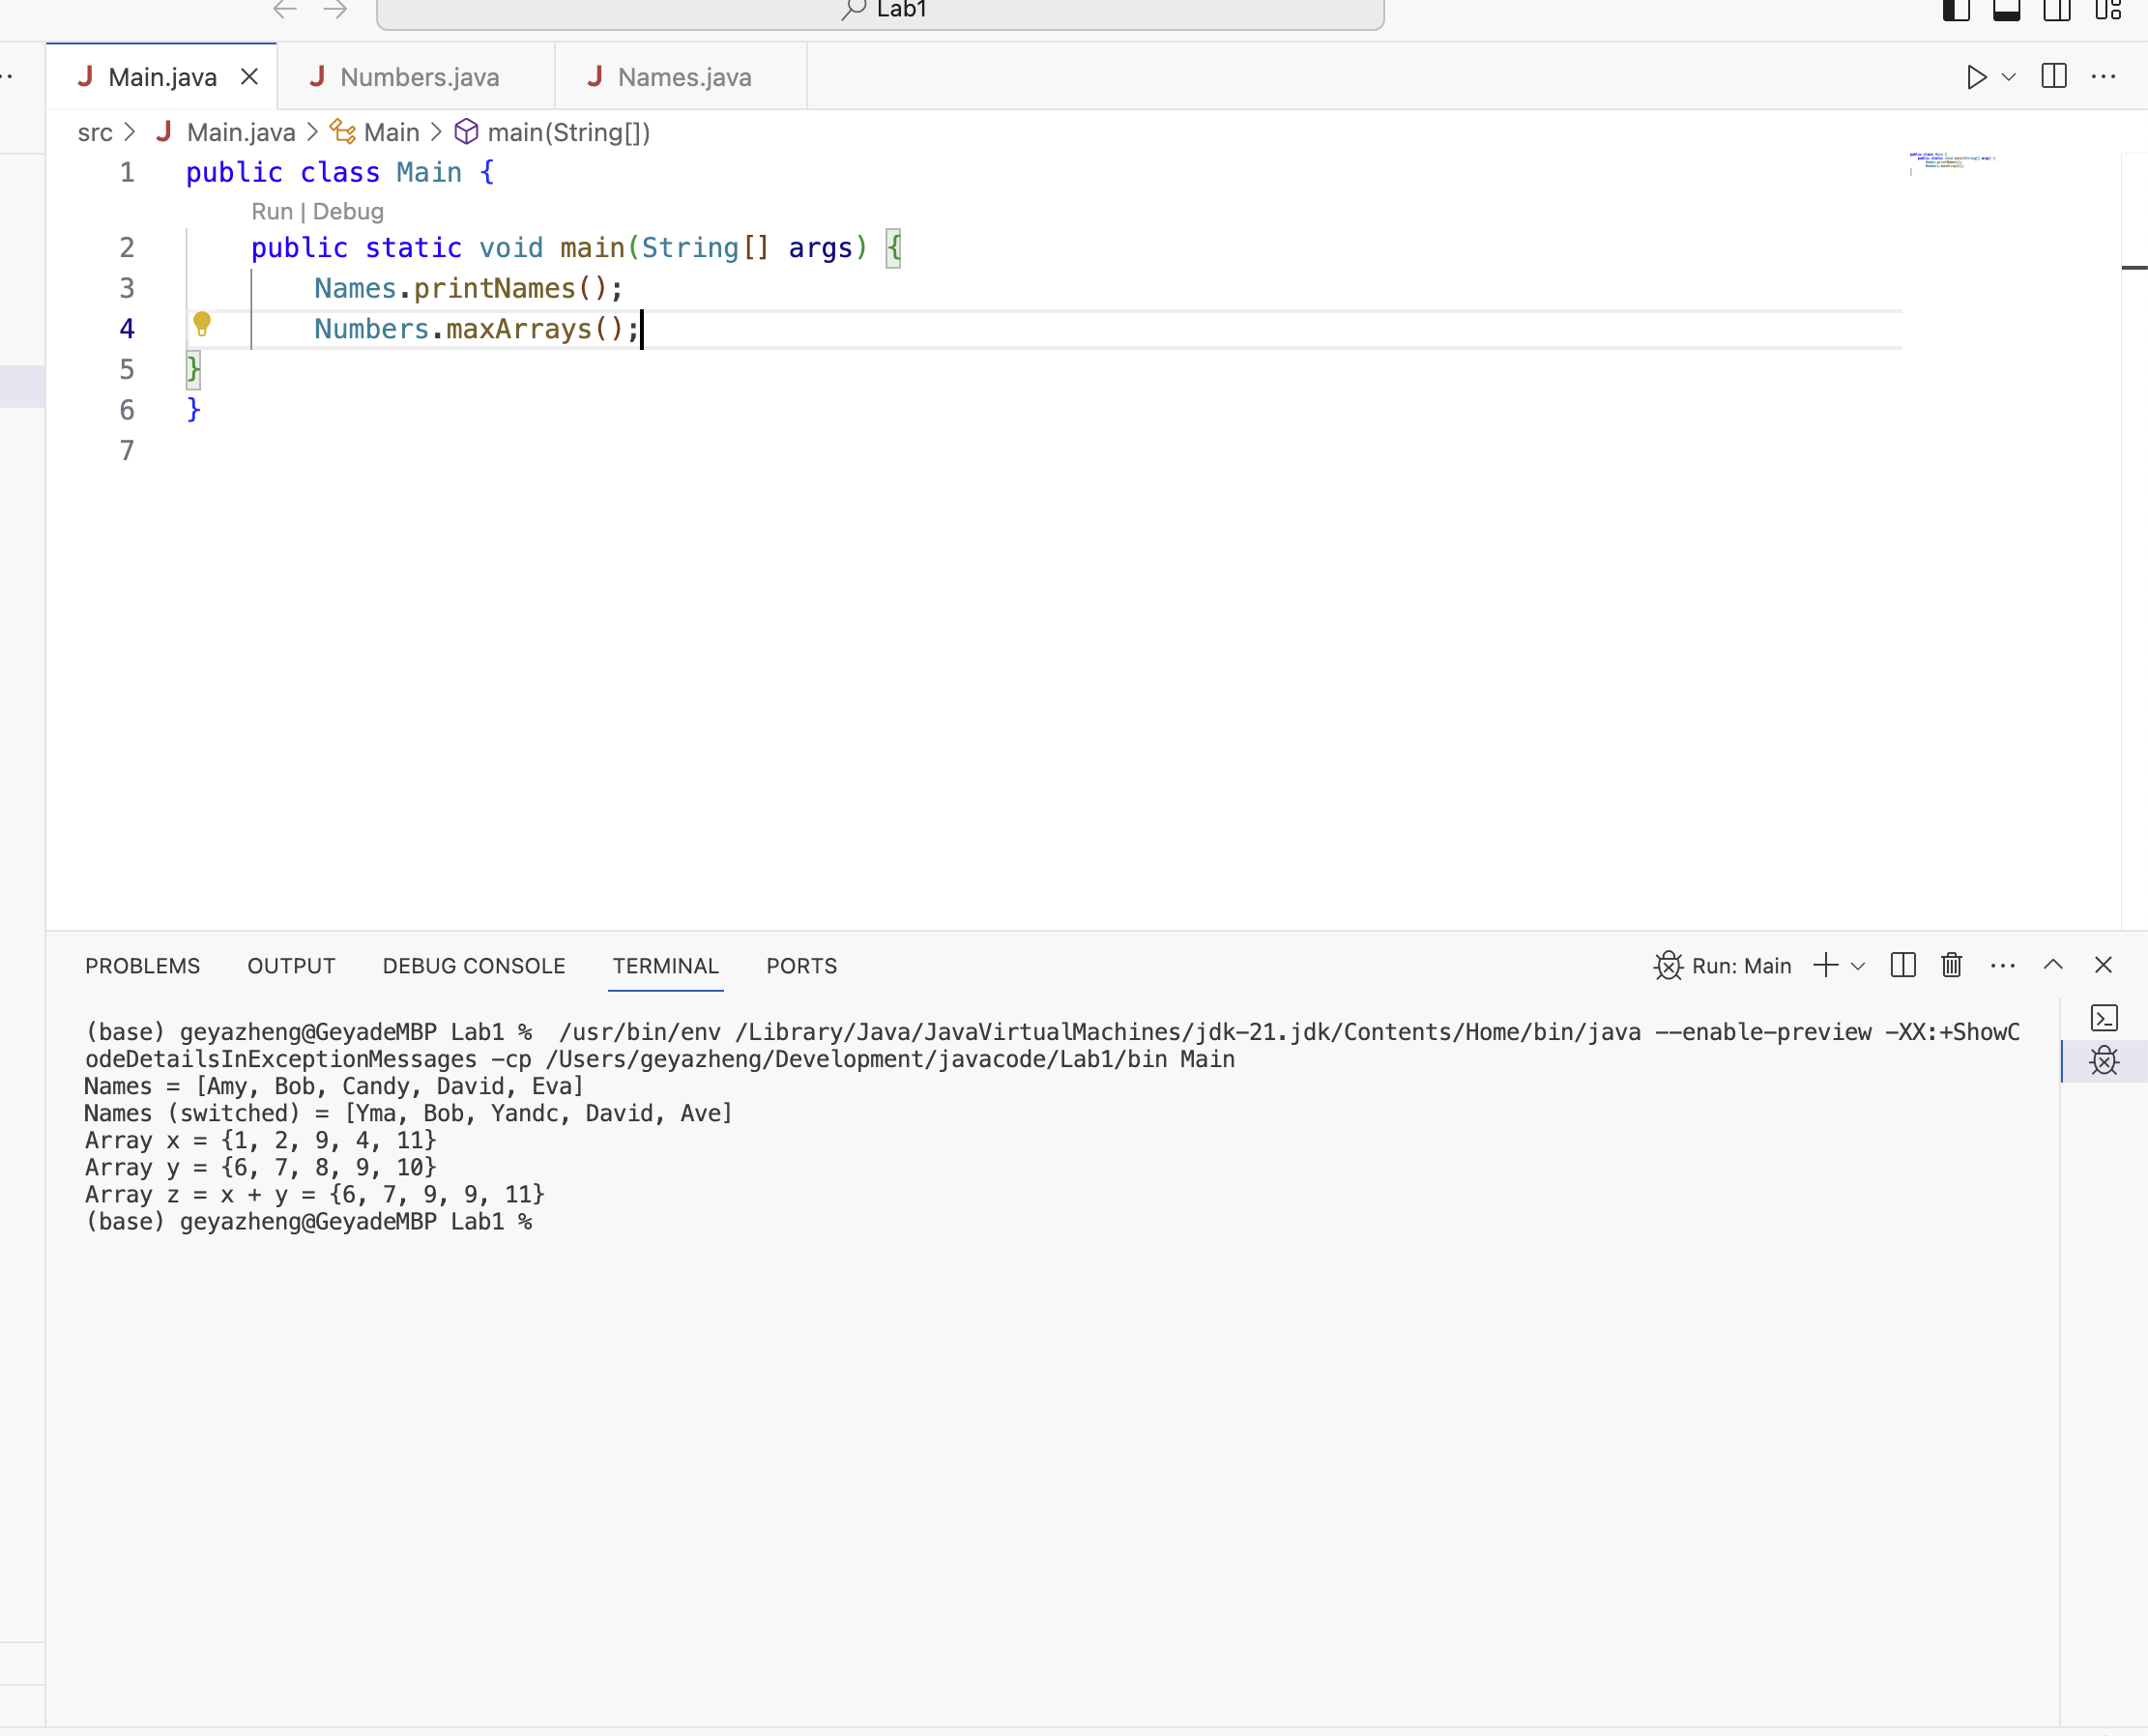 Lab1
Main.java
Numbers.java
Names.java
src > Main.java > Main > main(String[])
1 public class Main {
Run | Debug
2 public static void main(String[] args) {
3 Names.printNames();
4 Numbers.maxArrays();
5 }
6 }
7
PROBLEMS OUTPUT DEBUG CONSOLE TERMINAL PORTS Run: Main
(base) geyazheng@GeyadeMBP Lab1 %  /usr/bin/env /Library/Java/JavaVirtualMachines/jdk-21.jdk/Contents/Home/bin/java --enable-preview -XX:+ShowC
odeDetailsInExceptionMessages -cp /Users/geyazheng/Development/javacode/Lab1/bin Main
Names = [Amy, Bob, Candy, David, Eva]
Names (switched) = [Yma, Bob, Yandc, David, Ave]
Array x = {1, 2, 9, 4, 11}
Array y = {6, 7, 8, 9, 10}
Array z = x + y = {6, 7, 9, 9, 11}
(base) geyazheng@GeyadeMBP Lab1 %